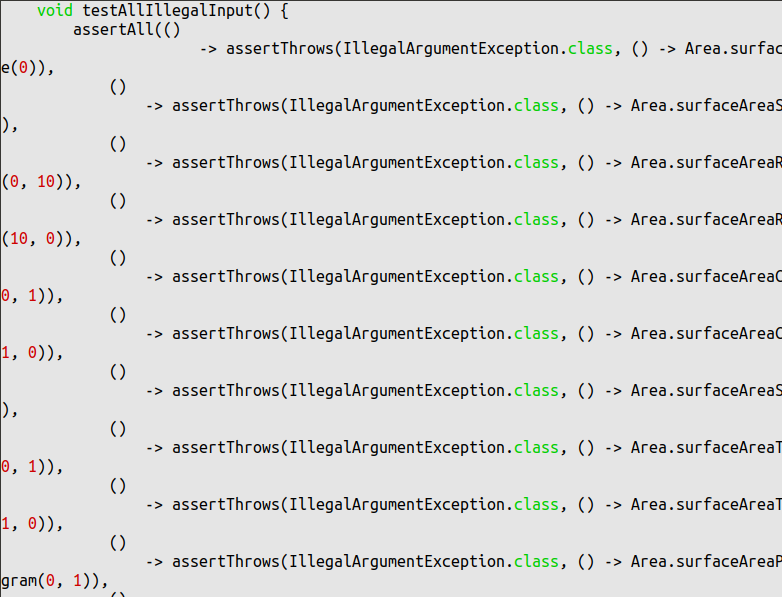 void testAllIllegalInput() {
assertAll(()
-> assertThrows(IllegalArgumentException.class, () -> Area.surfac
e(0)),
()
-> assertThrows(IllegalArgumentException.class, () -> Area.surfaceAreaS
),
()
-> assertThrows(IllegalArgumentException.class, () -> Area.surfaceAreaR
(0, 10)),
()
-> assertThrows(IllegalArgumentException.class, () -> Area.surfaceAreaR
(10, 0)),
()
-> assertThrows(IllegalArgumentException.class, () -> Area.surfaceAreaC
0, 1)),
()
-> assertThrows(IllegalArgumentException.class, () -> Area.surfaceAreaC
1, 0)),
()
-> assertThrows(IllegalArgumentException.class, () -> Area.surfaceAreaS
),
()
-> assertThrows(IllegalArgumentException.class, () -> Area.surfaceAreaT
0, 1)),
()
-> assertThrows(IllegalArgumentException.class, () -> Area.surfaceAreaT
1, 0)),
()
-> assertThrows(IllegalArgumentException.class, () -> Area.surfaceAreaP
gram(0, 1)),
()